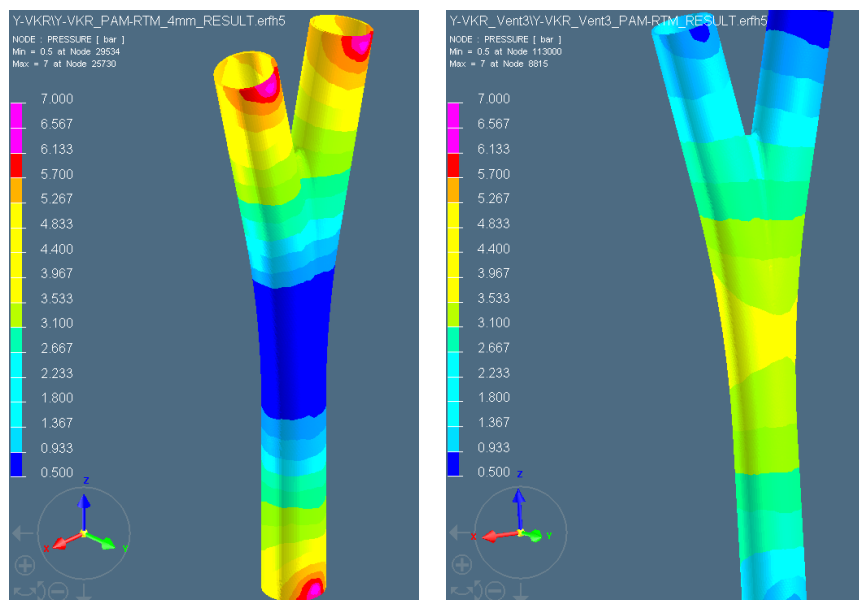 Y-VKR\Y-VKR_PAM-RTM_4mm_RESULT.erfh5
NODE : PRESSURE [ bar ]
Min = 0.5 at Node 29534
Max = 7 at Node 25730
7.000
6.567
6.133
5.700
5.267
4.833
4.400
3.967
3.533
3.100
2.667
2.233
1.800
1.367
0.933
0.500
Z
X
Y
Y-VKR_Vent3\Y-VKR_Vent3_PAM-RTM_RESULT.erfh5
NODE : PRESSURE [ bar ]
Min = 0.5 at Node 113000
Max = 7 at Node 8815
7.000
6.567
6.133
5.700
5.267
4.833
4.400
3.967
3.533
3.100
2.667
2.233
1.800
1.367
0.933
0.500
Z
X
Y